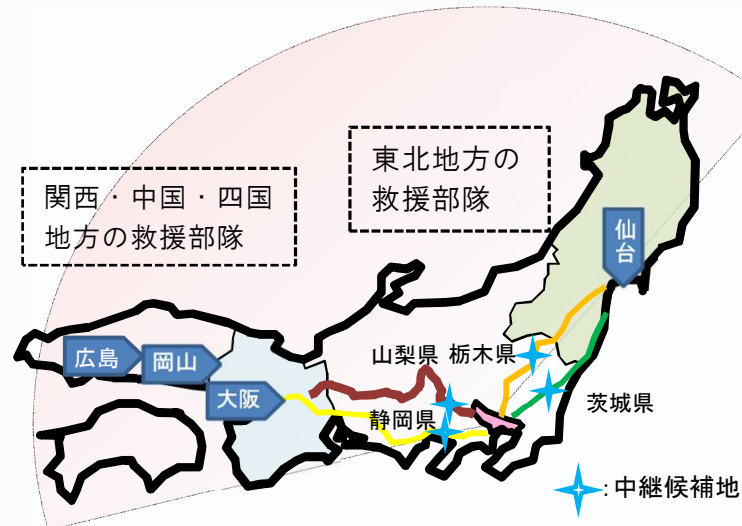 東北地方の
救援部隊
関西・中国・四国
地方の救援部隊
仙台
広島
岡山
大阪
山梨県
栃木県
静岡県
茨城県
:中継候補地